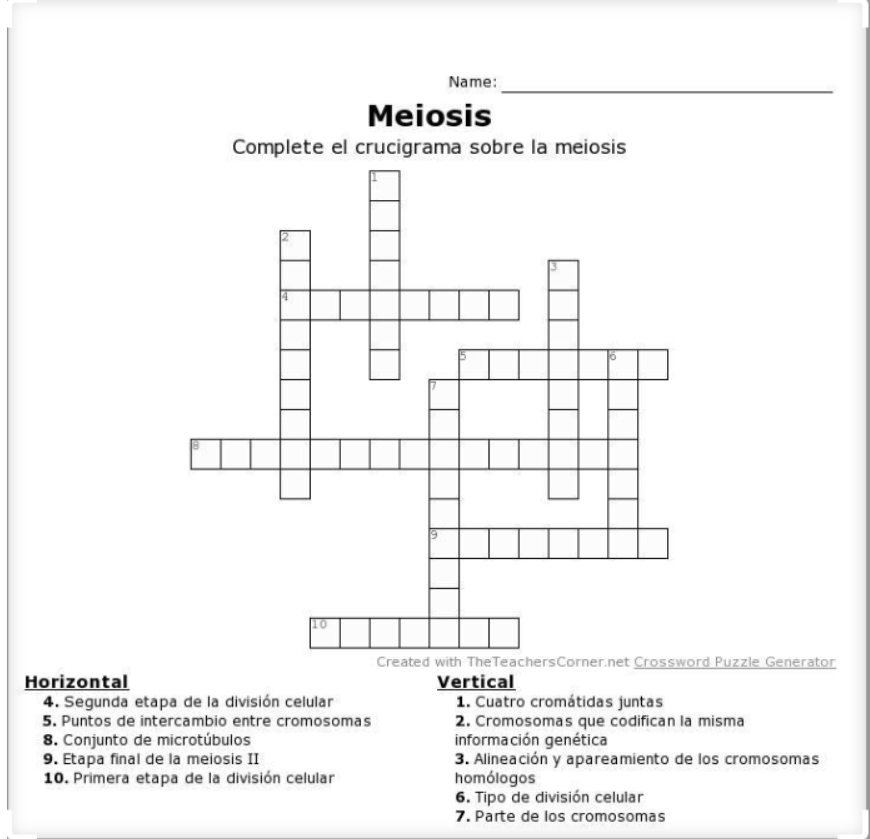 Name:
Meiosis
Complete el crucigrama sobre la meiosis
1
2
3
4
5
6
7
8
9
10
Created with TheTeachersCorner.net Crossword Puzzle Generator
Horizontal
4. Segunda etapa de la división celular
5. Puntos de intercambio entre cromosomas
8. Conjunto de microtúbulos
9. Etapa final de la meiosis II
10. Primera etapa de la división celular
Vertical
1. Cuatro cromátidas juntas
2. Cromosomas que codifican la misma
información genética
3. Alineación y apareamiento de los cromosomas
homólogos
6. Tipo de división celular
7. Parte de los cromosomas